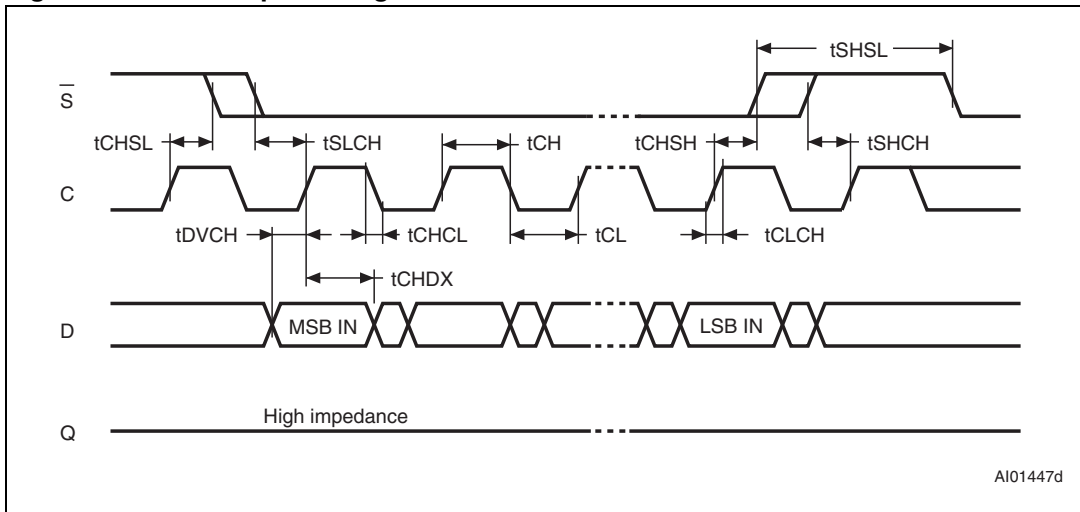 tSHSL
S
tCHSL
tSLCH
tCH
tCHSH
tSHCH
C
tDVCH
tCHCL
tCL
tCLCH
tCHDX
D
MSB IN
LSB IN
High impedance
Q
AI01447d